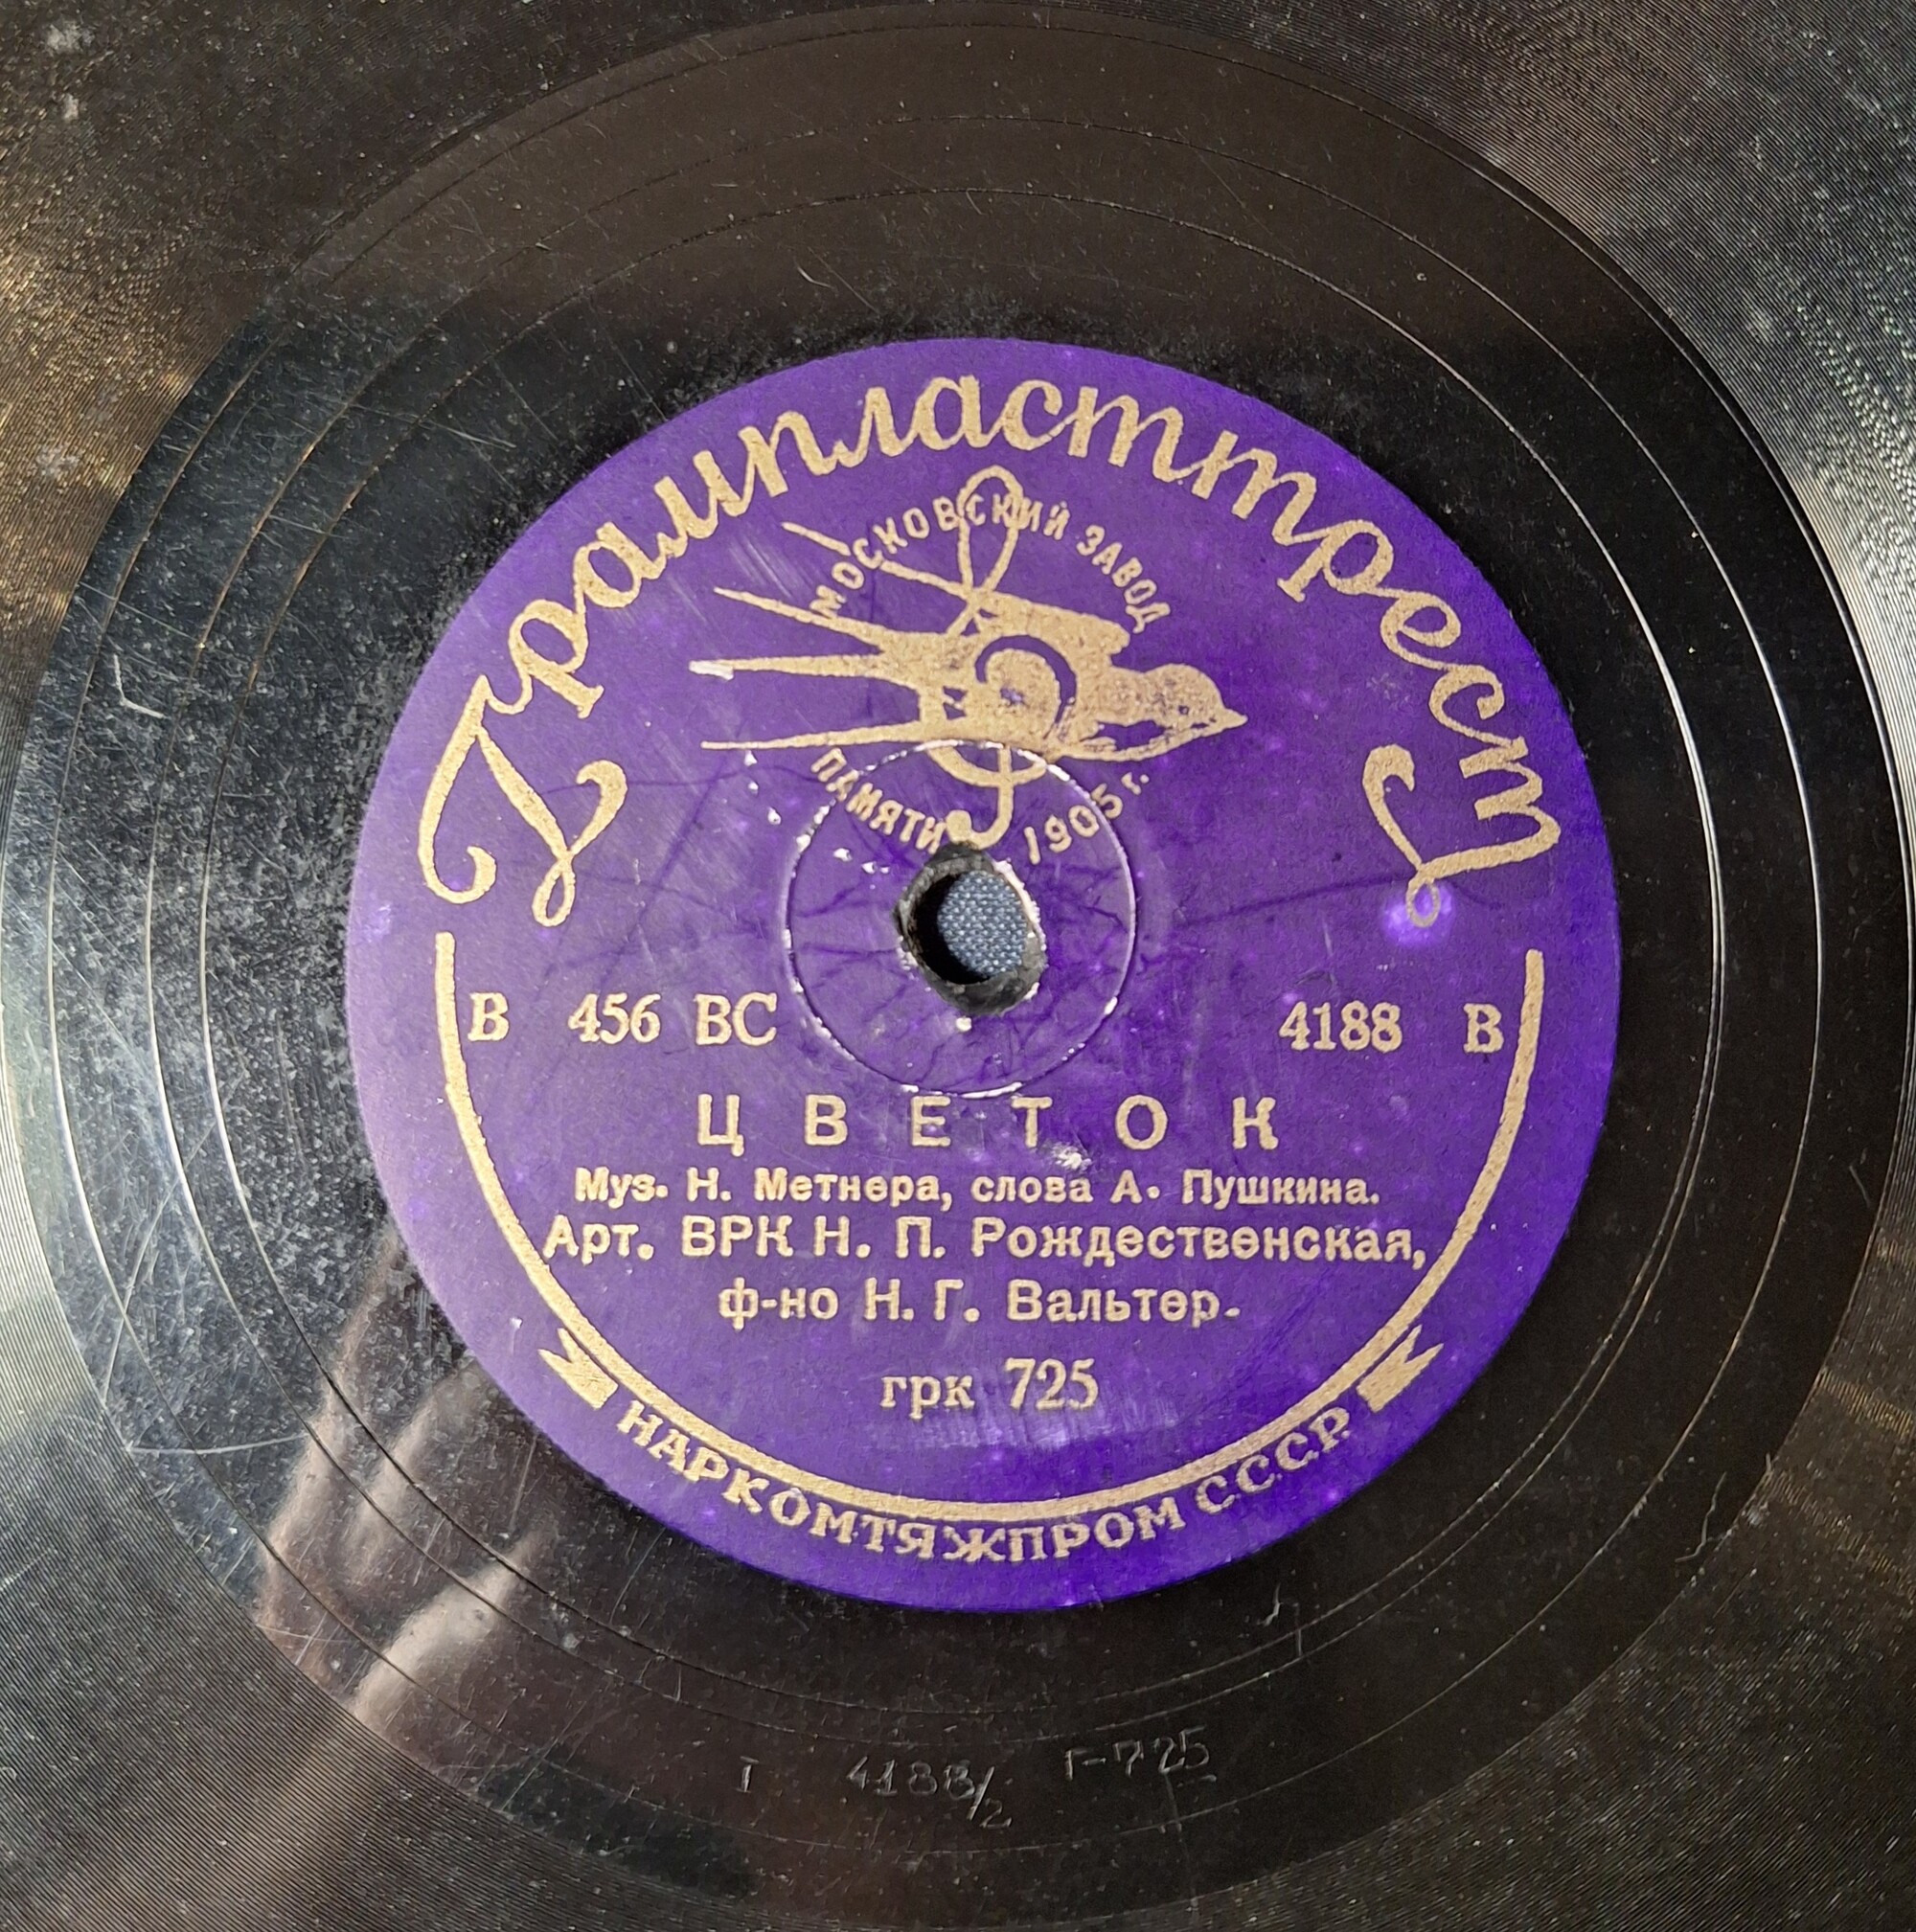 Грампласттрест
МОСКОВСКИЙ ЗАВОД
ПАМЯТИ 1905 г.
В 456 ВС 4188 В
ЦВЕТОК
Муз. Н. Метнера, слова А. Пушкина.
Арт. ВРК Н. П. Рождественская,
ф-но Н. Г. Вальтер.
грк 725
НАРКОМТЯЖПРОМ СССР.
I 4188/2 Г-725